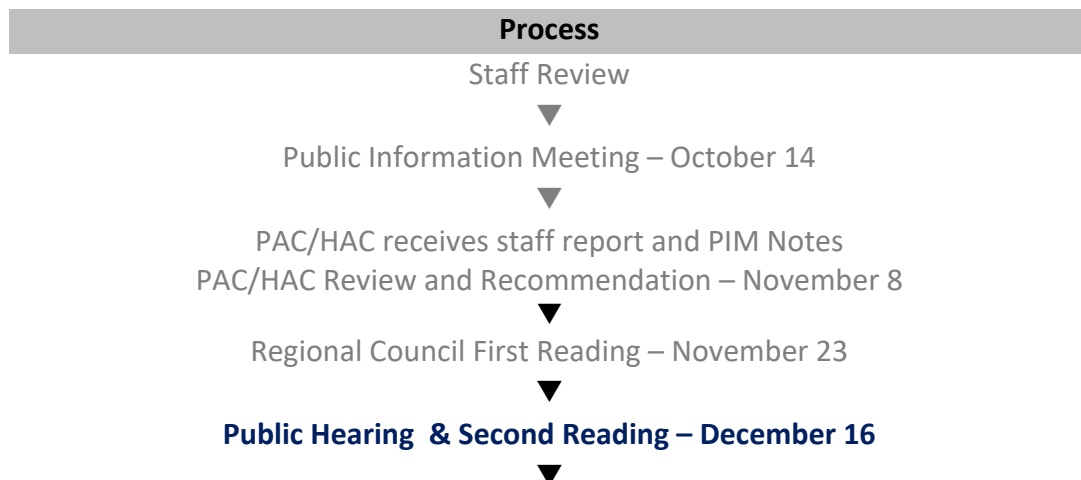 Process
Staff Review
Public Information Meeting – October 14
PAC/HAC receives staff report and PIM Notes
PAC/HAC Review and Recommendation – November 8
Regional Council First Reading – November 23
Public Hearing & Second Reading – December 16